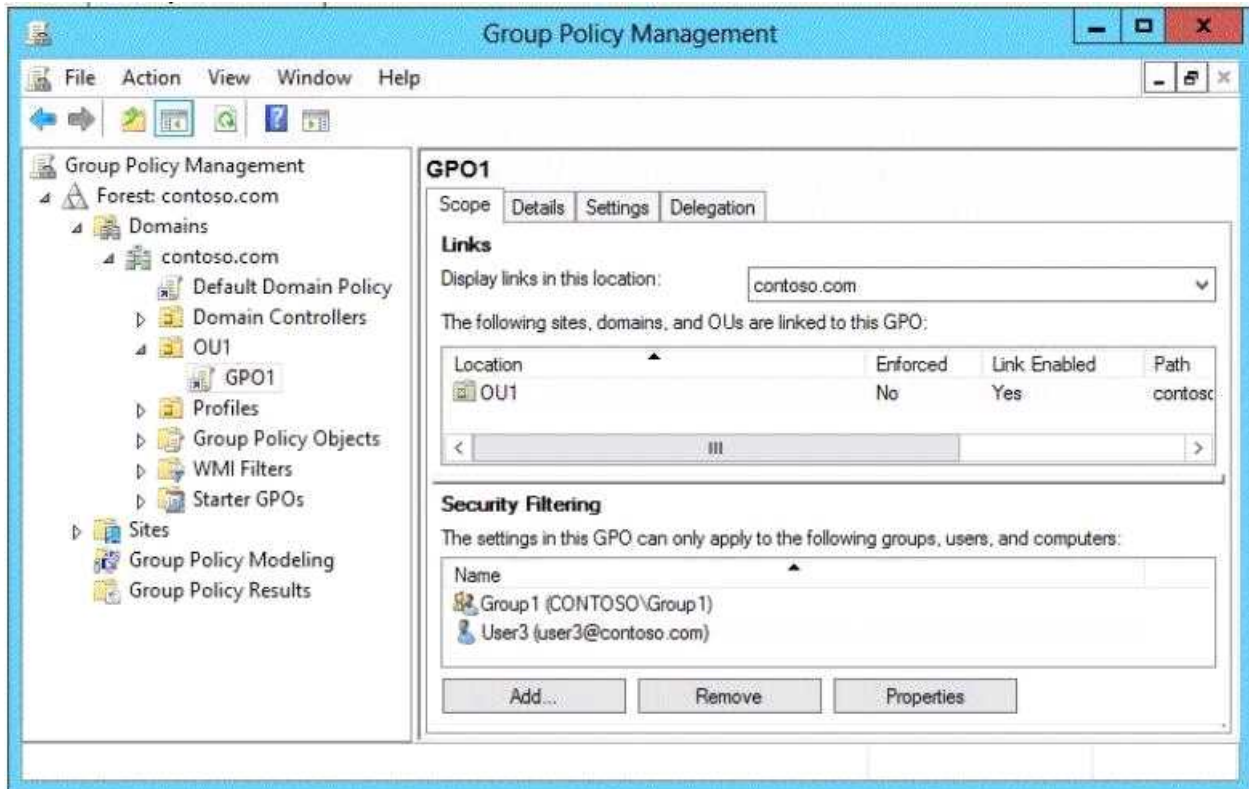 Group Policy Management
File Action View Window Help
Group Policy Management
Forest: contoso.com
Domains
contoso.com
Default Domain Policy
Domain Controllers
OU1
GPO1
Profiles
Group Policy Objects
WMI Filters
Starter GPOs
Sites
Group Policy Modeling
Group Policy Results
GPO1
Scope Details Settings Delegation
Links
Display links in this location: contoso.com
The following sites, domains, and OUs are linked to this GPO:
Location Enforced Link Enabled Path
OU1 No Yes contosc
Security Filtering
The settings in this GPO can only apply to the following groups, users, and computers:
Name
Group1 (CONTOSO\Group1)
User3 (user3@contoso.com)
Add... Remove Properties